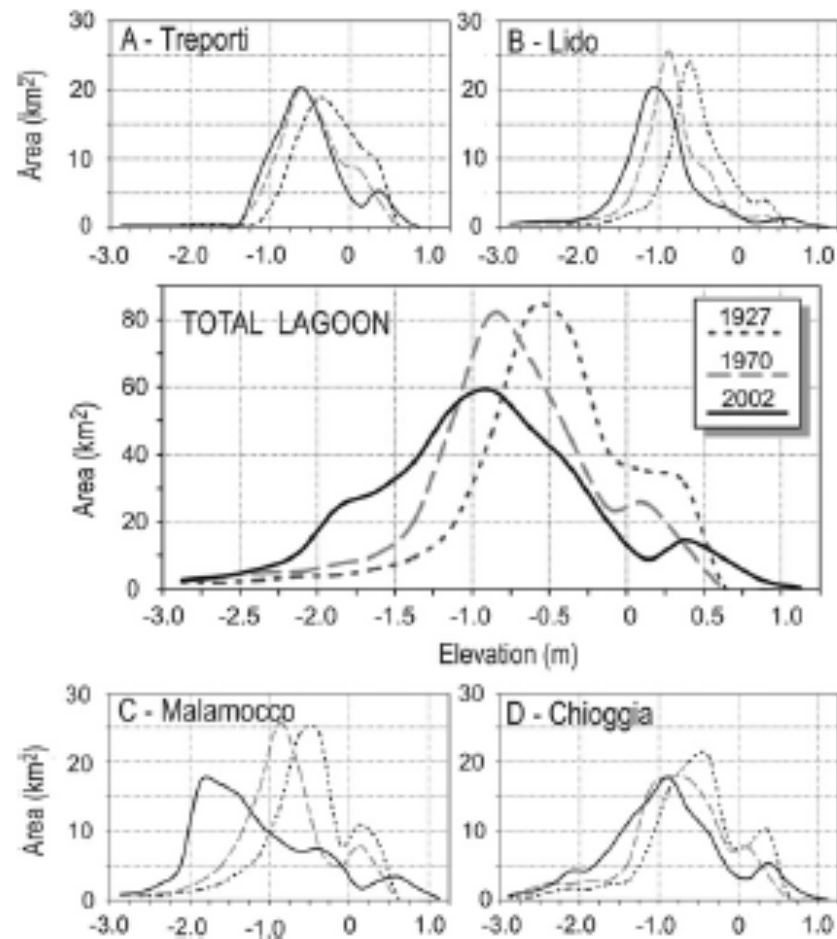 A - Treporti
Area (km²)
30
20
10
0
-3.0 -2.0 -1.0 0 1.0
B - Lido
30
20
10
0
-3.0 -2.0 -1.0 0 1.0
TOTAL LAGOON
Area (km²)
80
60
40
20
0
-3.0 -2.5 -2.0 -1.5 -1.0 -0.5 0 0.5 1.0
Elevation (m)
1927
1970
2002
C - Malamocco
Area (km²)
30
20
10
0
-3.0 -2.0 -1.0 0 1.0
D - Chioggia
30
20
10
0
-3.0 -2.0 -1.0 0 1.0